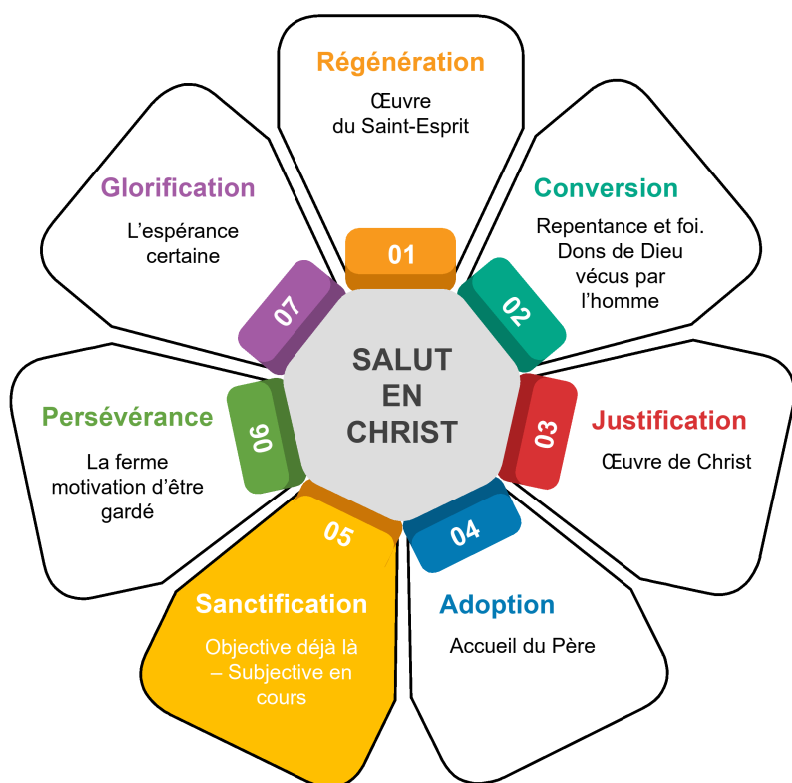 SALUT
EN
CHRIST
01
Régénération
Œuvre
du Saint-Esprit
02
Conversion
Repentance et foi.
Dons de Dieu
vécus par
l'homme
03
Justification
Œuvre de Christ
04
Adoption
Accueil du Père
05
Sanctification
Objective déjà là
– Subjective en
cours
06
Persévérance
La ferme
motivation d'être
gardé
07
Glorification
L'espérance
certaine